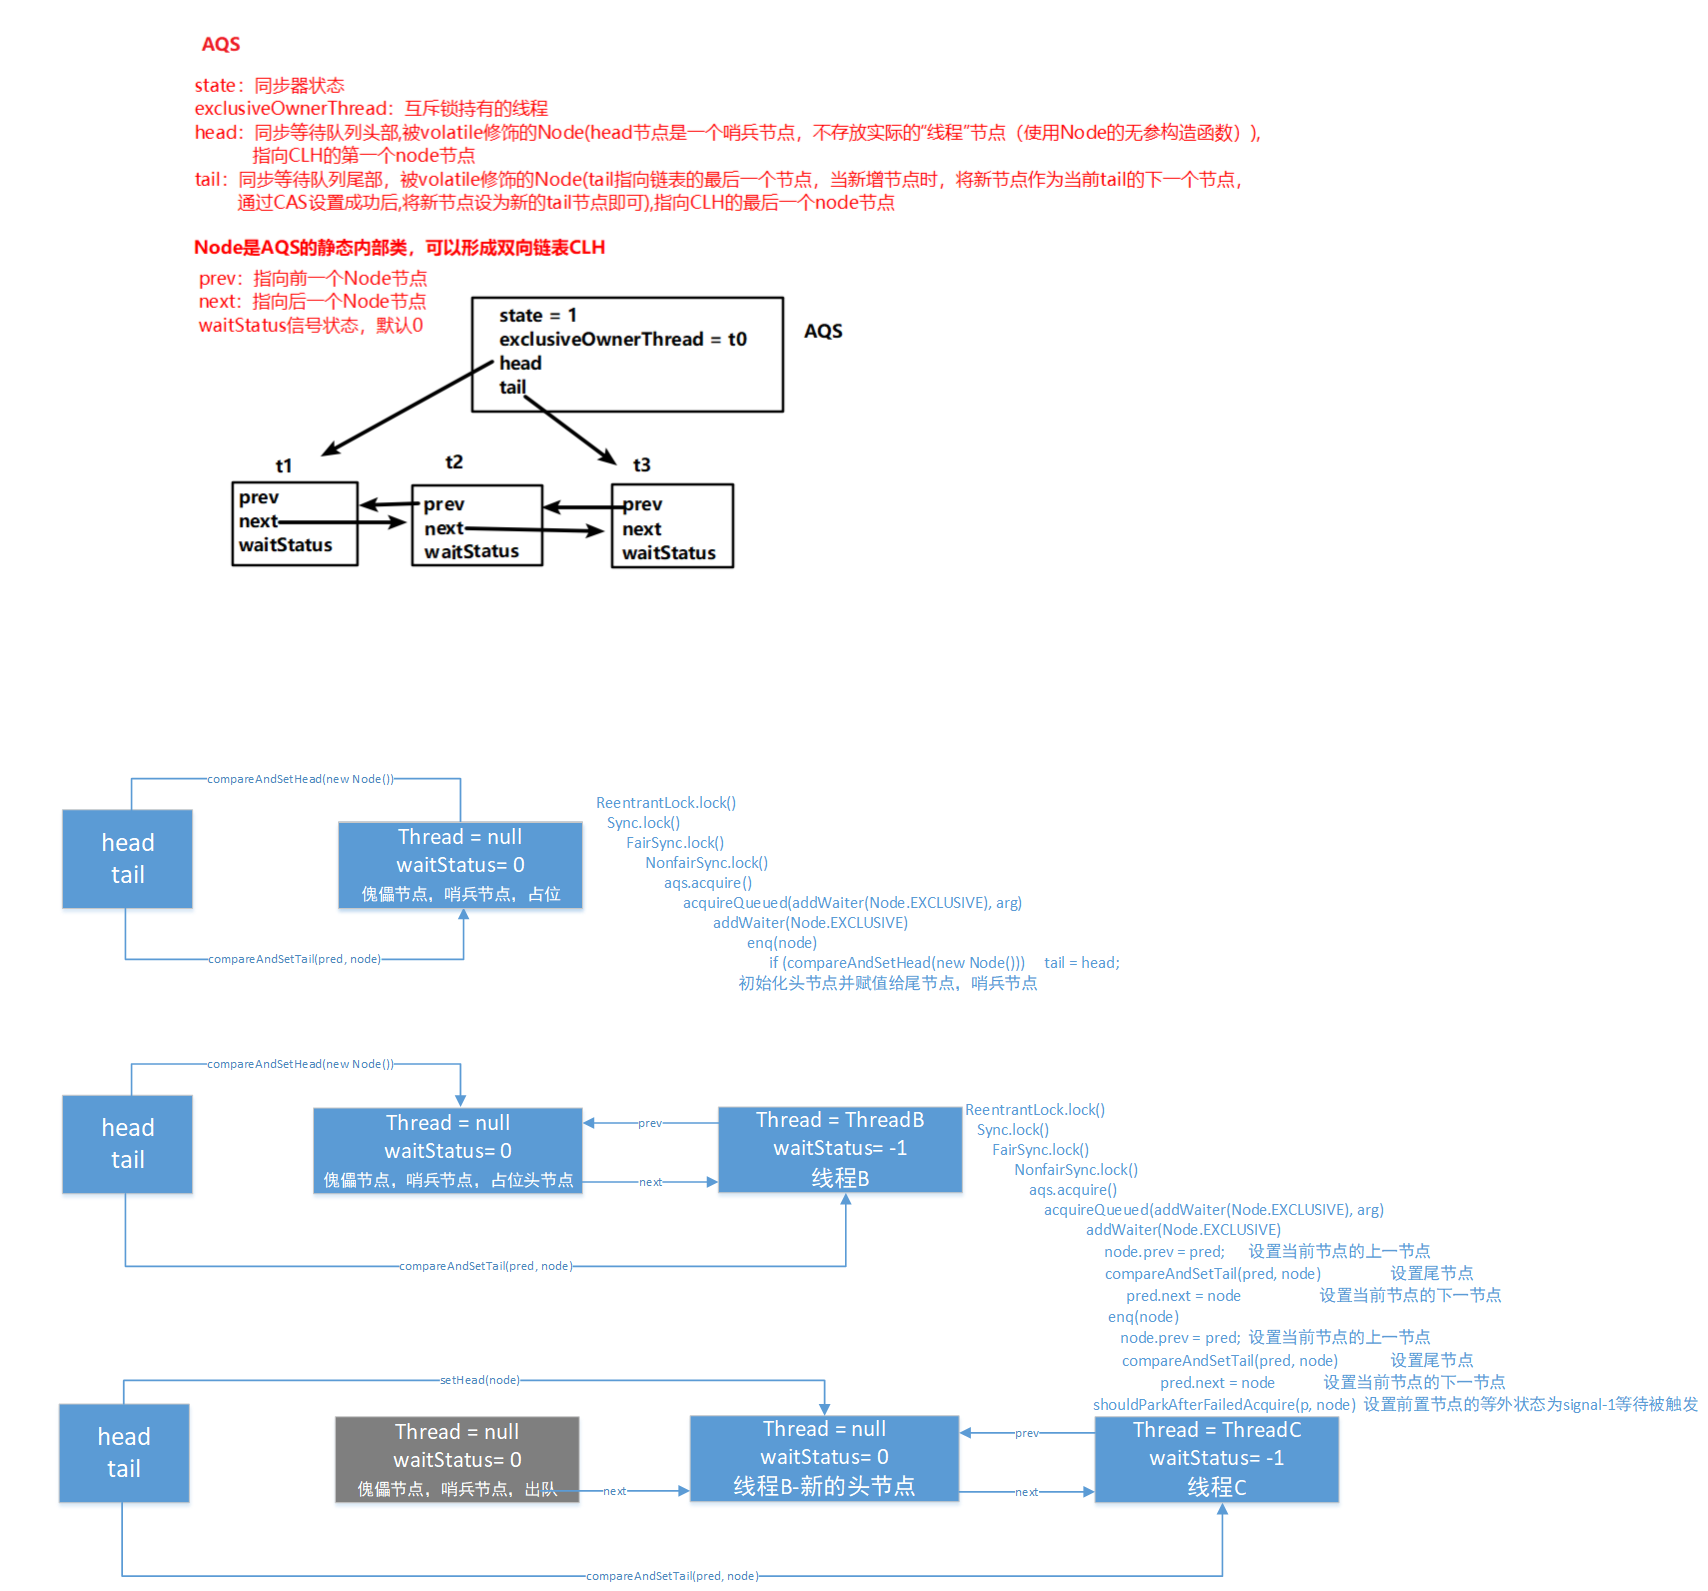 AQS
state：同步器状态
exclusiveOwnerThread：互斥锁持有的线程
head：同步等待队列头部,被volatile修饰的Node(head节点是一个哨兵节点，不存放实际的“线程”节点（使用Node的无参构造函数）),
指向CLH的第一个node节点
tail：同步等待队列尾部，被volatile修饰的Node(tail指向链表的最后一个节点，当新增节点时，将新节点作为当前tail的下一个节点，
通过CAS设置成功后,将新节点设为新的tail节点即可),指向CLH的最后一个node节点
Node是AQS的静态内部类，可以形成双向链表CLH
prev：指向前一个Node节点
next：指向后一个Node节点
waitStatus信号状态，默认0
state = 1
exclusiveOwnerThread = t0
head
tail
AQS
t1
t2
t3
prev
next
waitStatus
prev
next
waitStatus
prev
next
waitStatus
compareAndSetHead(new Node())
head
tail
Thread = null
waitStatus= 0
傀儡节点，哨兵节点，占位
compareAndSetTail(pred, node)
ReentrantLock.lock()
Sync.lock()
FairSync.lock()
NonfairSync.lock()
aqs.acquire()
acquireQueued(addWaiter(Node.EXCLUSIVE), arg)
addWaiter(Node.EXCLUSIVE)
enq(node)
if (compareAndSetHead(new Node())) tail = head;
初始化头节点并赋值给尾节点，哨兵节点
compareAndSetHead(new Node())
head
tail
Thread = null
waitStatus= 0
傀儡节点，哨兵节点，占位头节点
prev
next
Thread = ThreadB
waitStatus= -1
线程B
compareAndSetTail(pred, node)
ReentrantLock.lock()
Sync.lock()
FairSync.lock()
NonfairSync.lock()
aqs.acquire()
acquireQueued(addWaiter(Node.EXCLUSIVE), arg)
addWaiter(Node.EXCLUSIVE)
node.prev = pred; 设置当前节点的上一节点
compareAndSetTail(pred, node) 设置尾节点
pred.next = node 设置当前节点的下一节点
enq(node)
node.prev = pred; 设置当前节点的上一节点
compareAndSetTail(pred, node) 设置尾节点
pred.next = node 设置当前节点的下一节点
shouldParkAfterFailedAcquire(p, node) 设置前置节点的等外状态为signal-1等待被触发
setHead(node)
head
tail
Thread = null
waitStatus= 0
傀儡节点，哨兵节点，出队
next
Thread = null
waitStatus= 0
线程B-新的头节点
prev
next
Thread = ThreadC
waitStatus= -1
线程C
compareAndSetTail(pred, node)